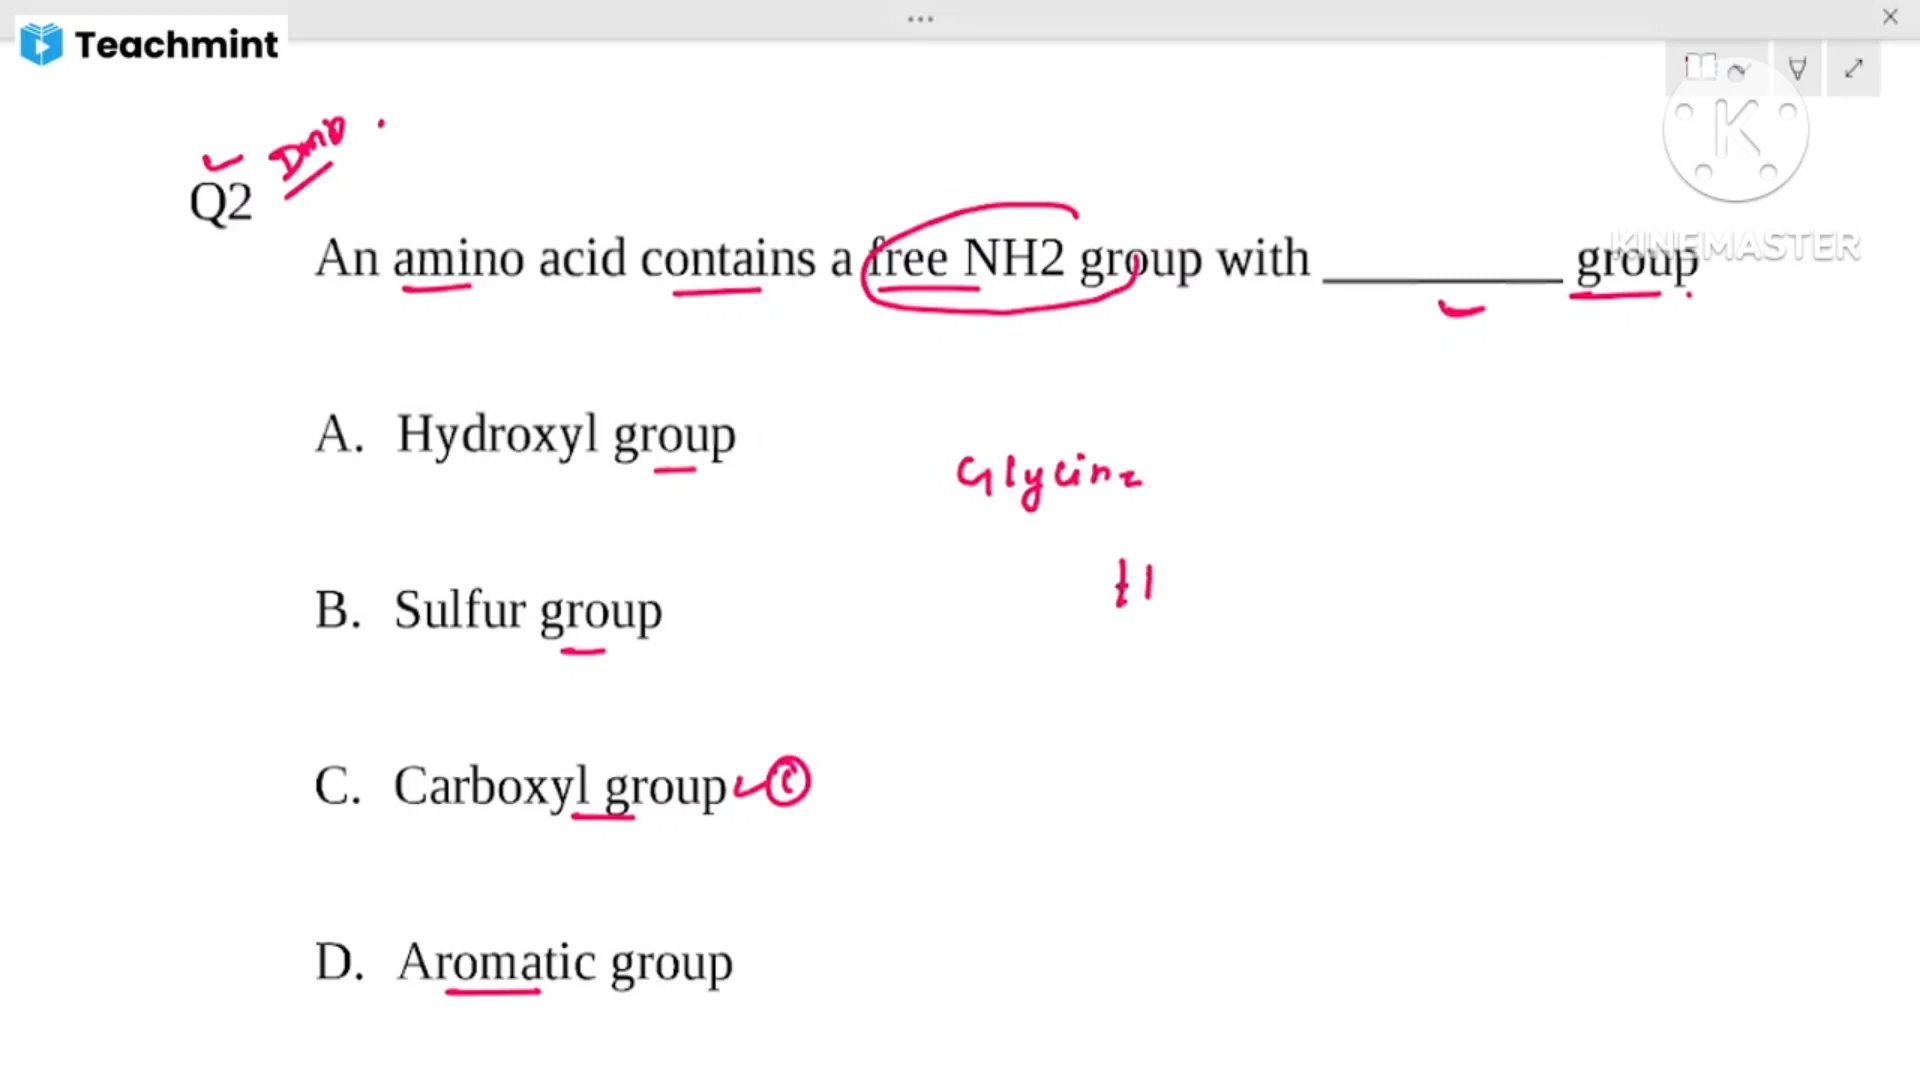 Teachmint
Q2
An amino acid contains a free NH2 group with __________ group
KINEMASTER
A. Hydroxyl group
Glycine
B. Sulfur group
C. Carboxyl group C
D. Aromatic group